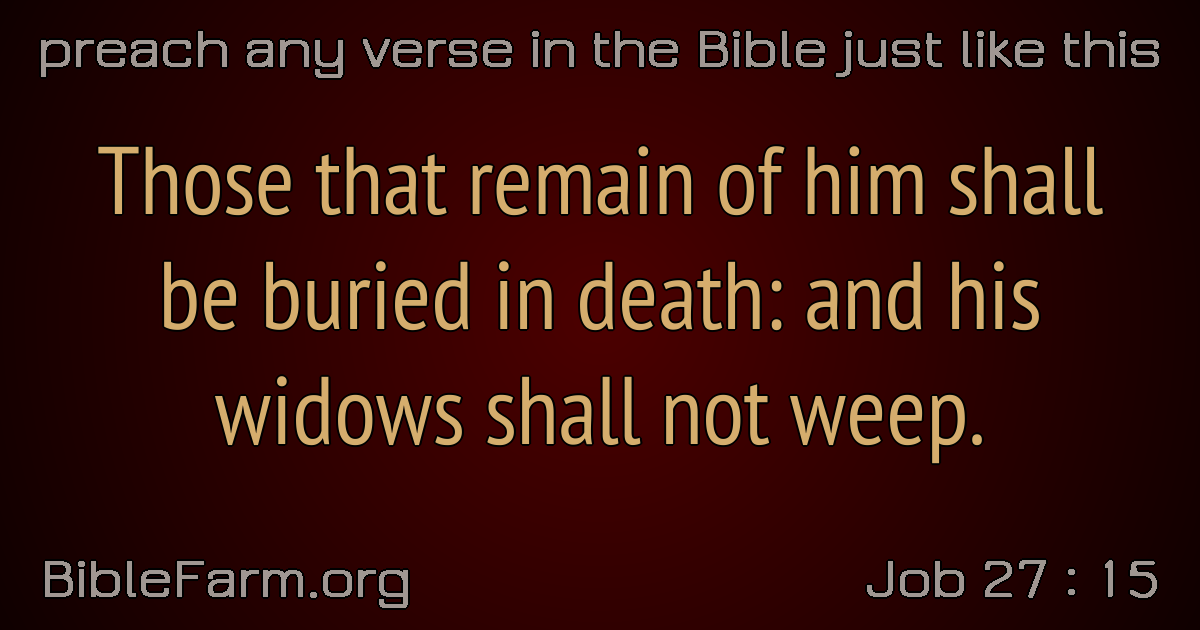 preach any verse in the Bible just like this
Those that remain of him shall
be buried in death: and his
widows shall not weep.
BibleFarm.org
Job 27 : 15